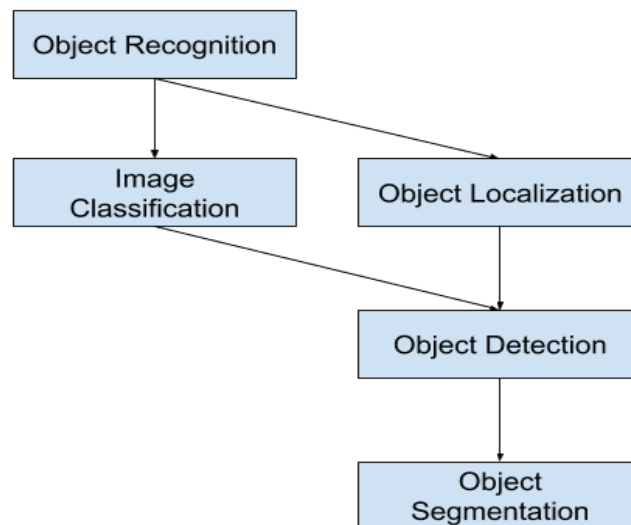 Object Recognition
Image
Classification
Object Localization
Object Detection
Object
Segmentation